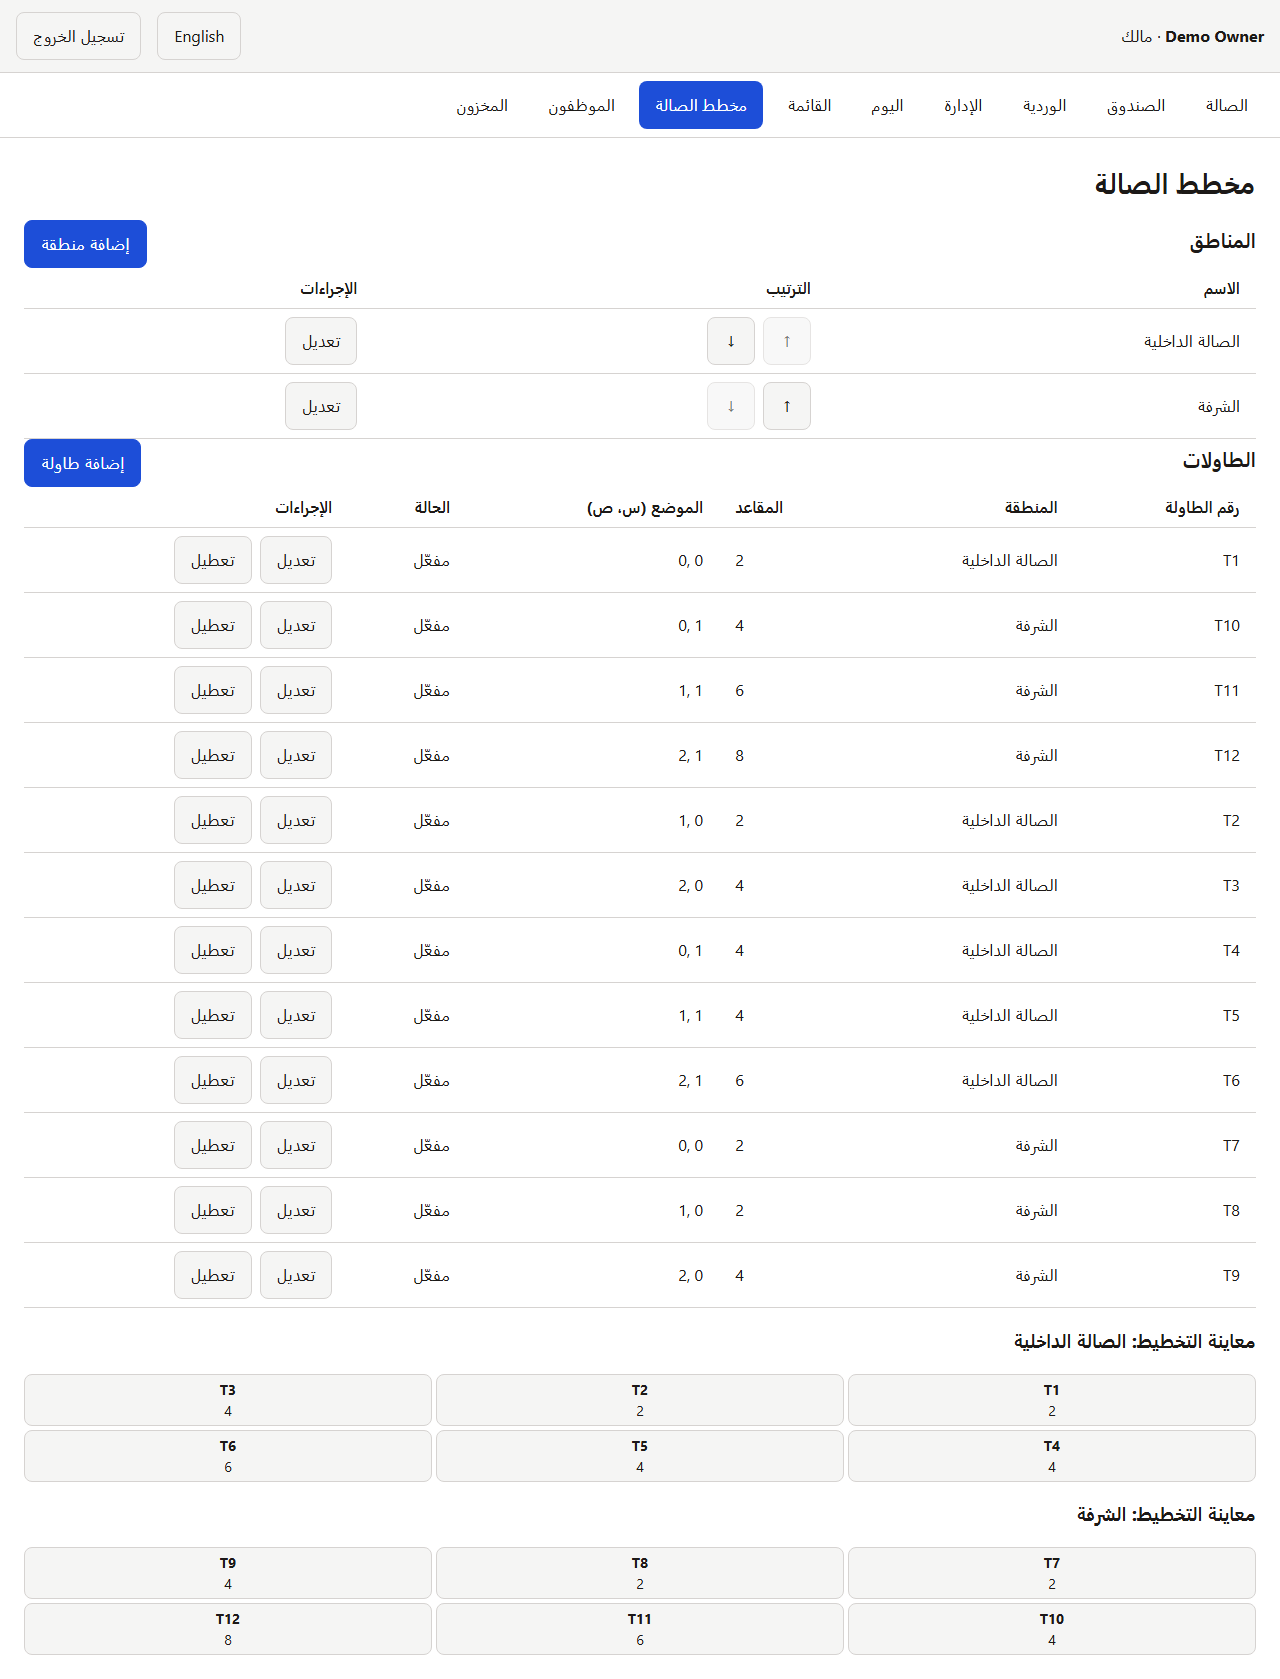 Demo Owner · مالك English تسجيل الخروج
الصالة الصندوق الوردية الإدارة اليوم القائمة مخطط الصالة الموظفون المخزون
مخطط الصالة
المناطق إضافة منطقة
الاسم الترتيب الإجراءات
الصالة الداخلية ↑ ↓ تعديل
الشرفة ↑ ↓ تعديل
الطاولات إضافة طاولة
رقم الطاولة المنطقة المقاعد الموضع (س، ص) الحالة الإجراءات
T1 الصالة الداخلية 2 0, 0 مفعّل تعديل تعطيل
T10 الشرفة 4 0, 1 مفعّل تعديل تعطيل
T11 الشرفة 6 1, 1 مفعّل تعديل تعطيل
T12 الشرفة 8 2, 1 مفعّل تعديل تعطيل
T2 الصالة الداخلية 2 1, 0 مفعّل تعديل تعطيل
T3 الصالة الداخلية 4 2, 0 مفعّل تعديل تعطيل
T4 الصالة الداخلية 4 0, 1 مفعّل تعديل تعطيل
T5 الصالة الداخلية 4 1, 1 مفعّل تعديل تعطيل
T6 الصالة الداخلية 6 2, 1 مفعّل تعديل تعطيل
T7 الشرفة 2 0, 0 مفعّل تعديل تعطيل
T8 الشرفة 2 1, 0 مفعّل تعديل تعطيل
T9 الشرفة 4 2, 0 مفعّل تعديل تعطيل
معاينة التخطيط: الصالة الداخلية
T1 T2 T3
2 2 4
T4 T5 T6
4 4 6
معاينة التخطيط: الشرفة
T7 T8 T9
2 2 4
T10 T11 T12
4 6 8